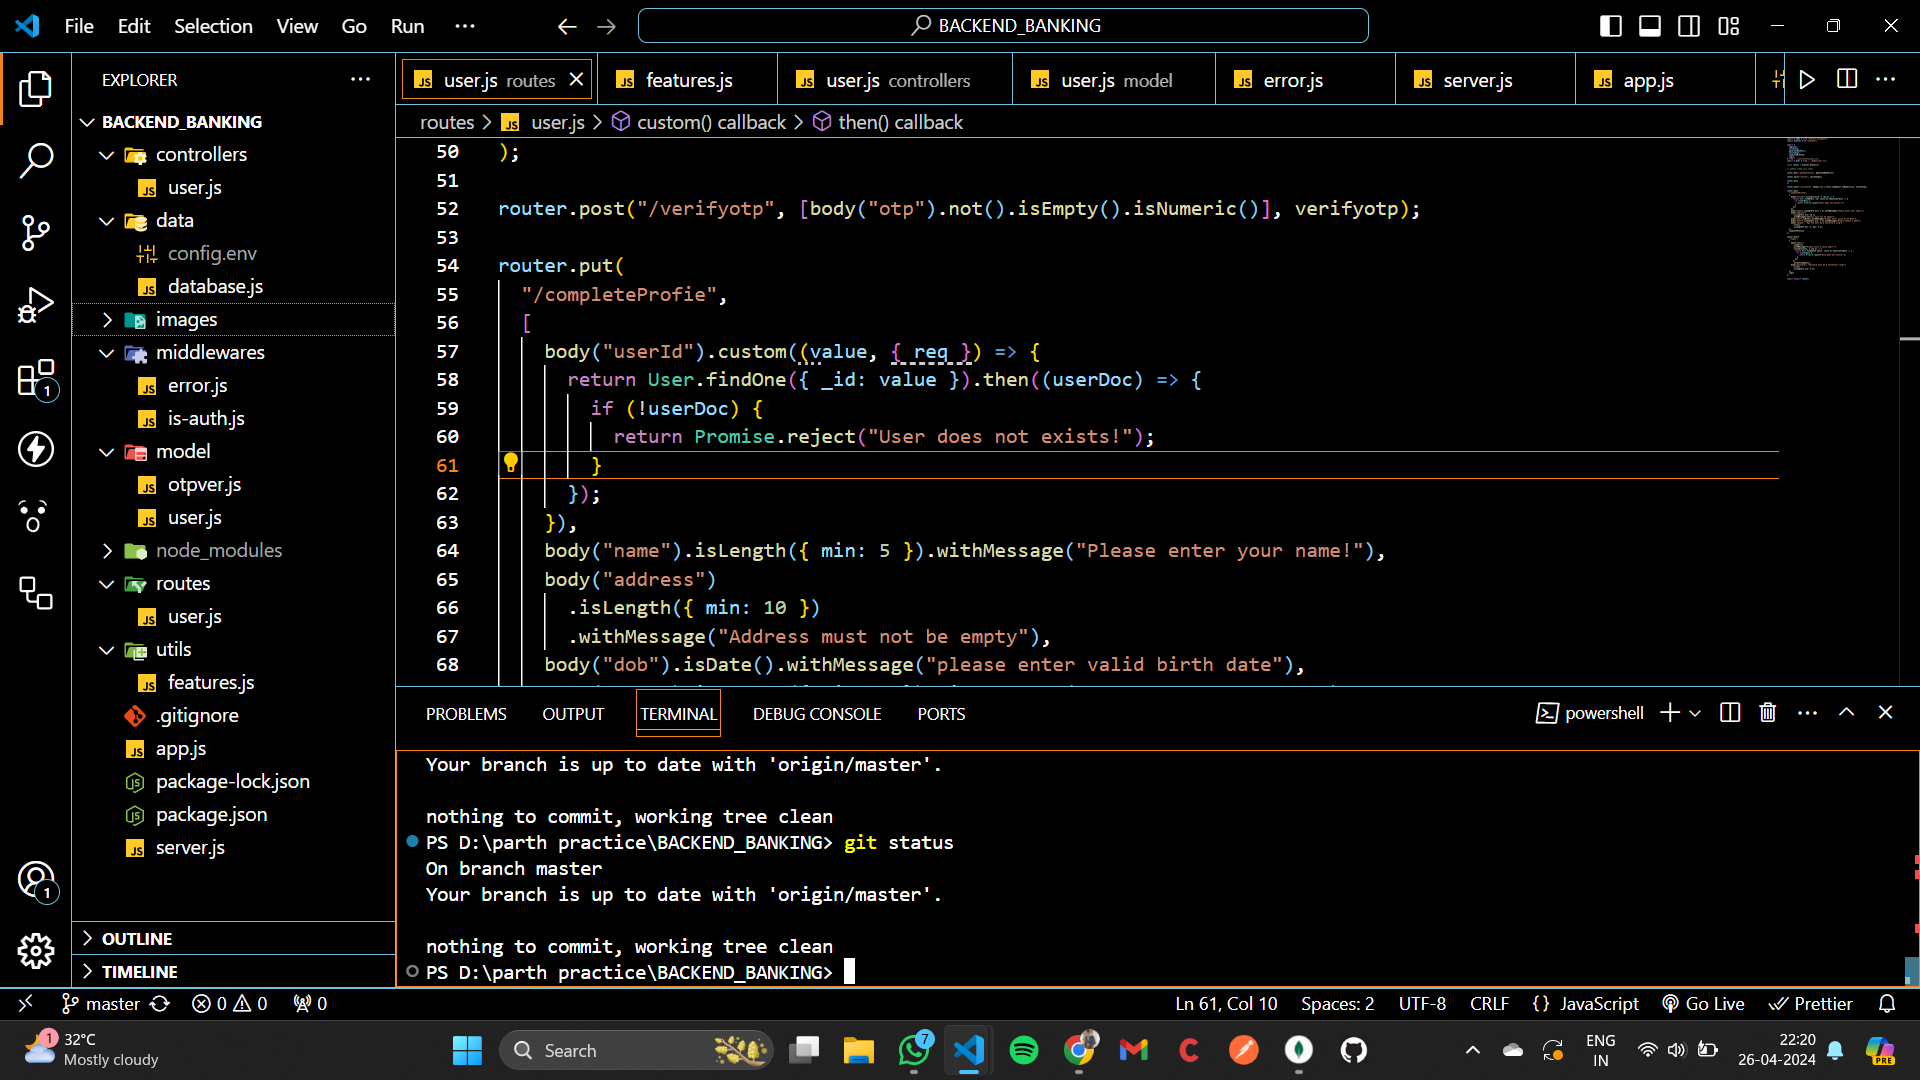 File Edit Selection View Go Run ···
BACKEND_BANKING
EXPLORER
BACKEND_BANKING
controllers
user.js
data
config.env
database.js
images
middlewares
error.js
is-auth.js
model
otpver.js
user.js
node_modules
routes
user.js
utils
features.js
.gitignore
app.js
package-lock.json
package.json
server.js
OUTLINE
TIMELINE
1
1
user.js routes
features.js
user.js controllers
user.js model
error.js
server.js
app.js
routes > user.js > custom() callback > then() callback
50 );
51
52 router.post("/verifyotp", [body("otp").not().isEmpty().isNumeric()], verifyotp);
53
54 router.put(
55 "/completeProfie",
56 [
57 body("userId").custom((value, { req }) => {
58 return User.findOne({ _id: value }).then((userDoc) => {
59 if (!userDoc) {
60 return Promise.reject("User does not exists!");
61 }
62 });
63 }),
64 body("name").isLength({ min: 5 }).withMessage("Please enter your name!"),
65 body("address")
66 .isLength({ min: 10 })
67 .withMessage("Address must not be empty"),
68 body("dob").isDate().withMessage("please enter valid birth date"),
PROBLEMS OUTPUT TERMINAL DEBUG CONSOLE PORTS
powershell
Your branch is up to date with 'origin/master'.
nothing to commit, working tree clean
PS D:\parth practice\BACKEND_BANKING> git status
On branch master
Your branch is up to date with 'origin/master'.
nothing to commit, working tree clean
PS D:\parth practice\BACKEND_BANKING>
master 0 0 0
Ln 61, Col 10 Spaces: 2 UTF-8 CRLF {} JavaScript Go Live Prettier
1
32°C
Mostly cloudy
Search
7
PRE
ENG
IN
22:20
26-04-2024